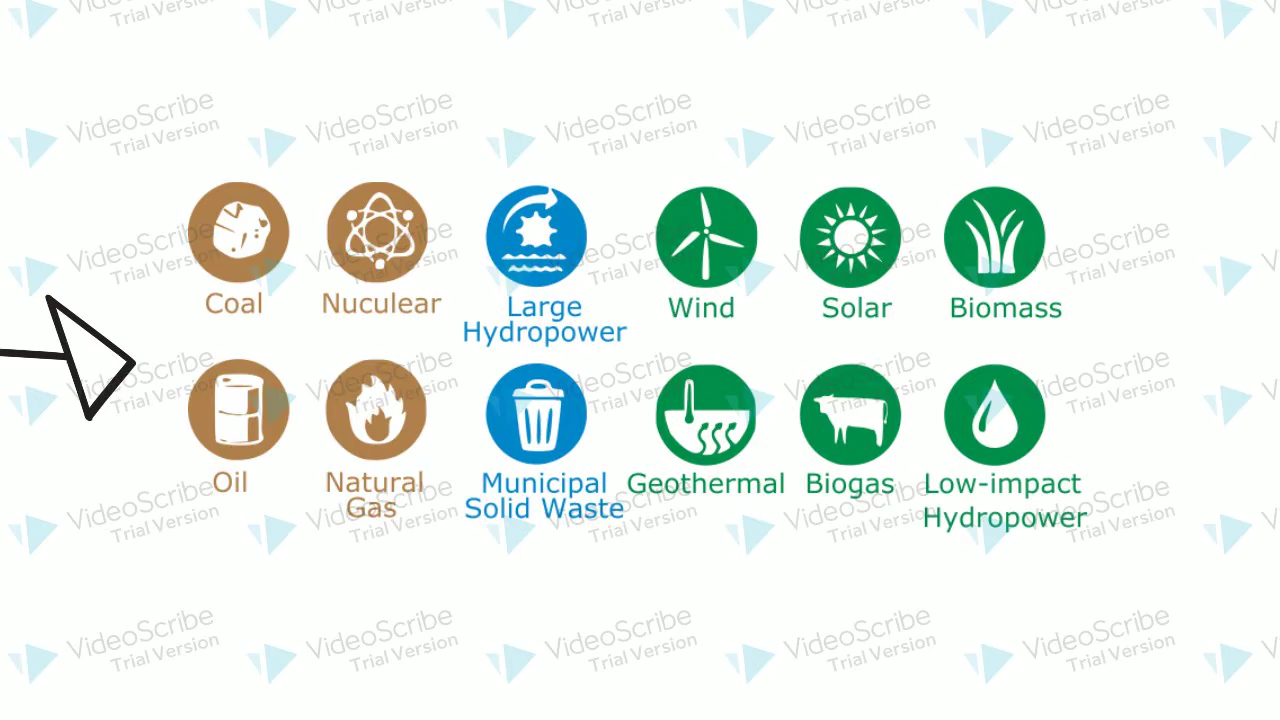 VideoScribe
Trial Version
Coal
Nuculear
Large
Hydropower
Wind
Solar
Biomass
Oil
Natural
Gas
Municipal
Solid Waste
Geothermal
Biogas
Low-impact
Hydropower